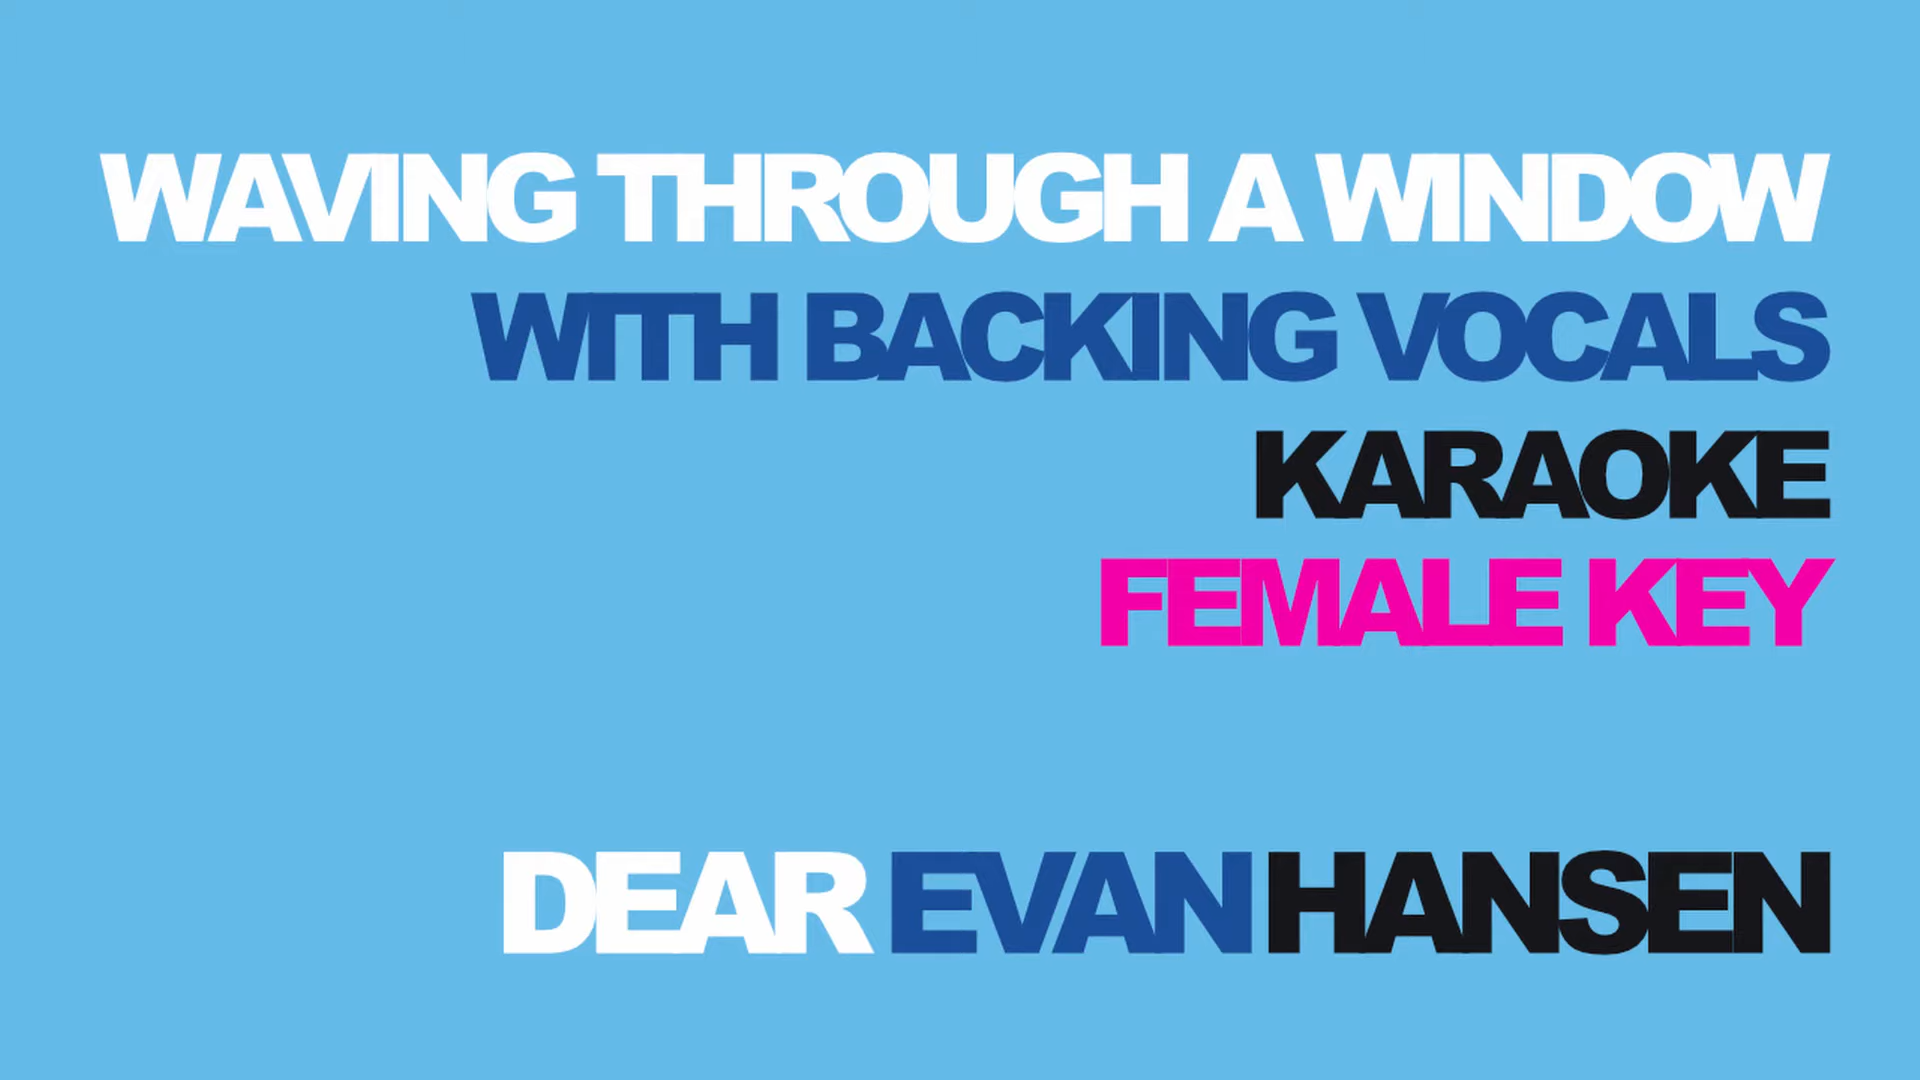 WAVING THROUGH A WINDOW
WITH BACKING VOCALS
KARAOKE
FEMALE KEY
DEAR EVAN HANSEN